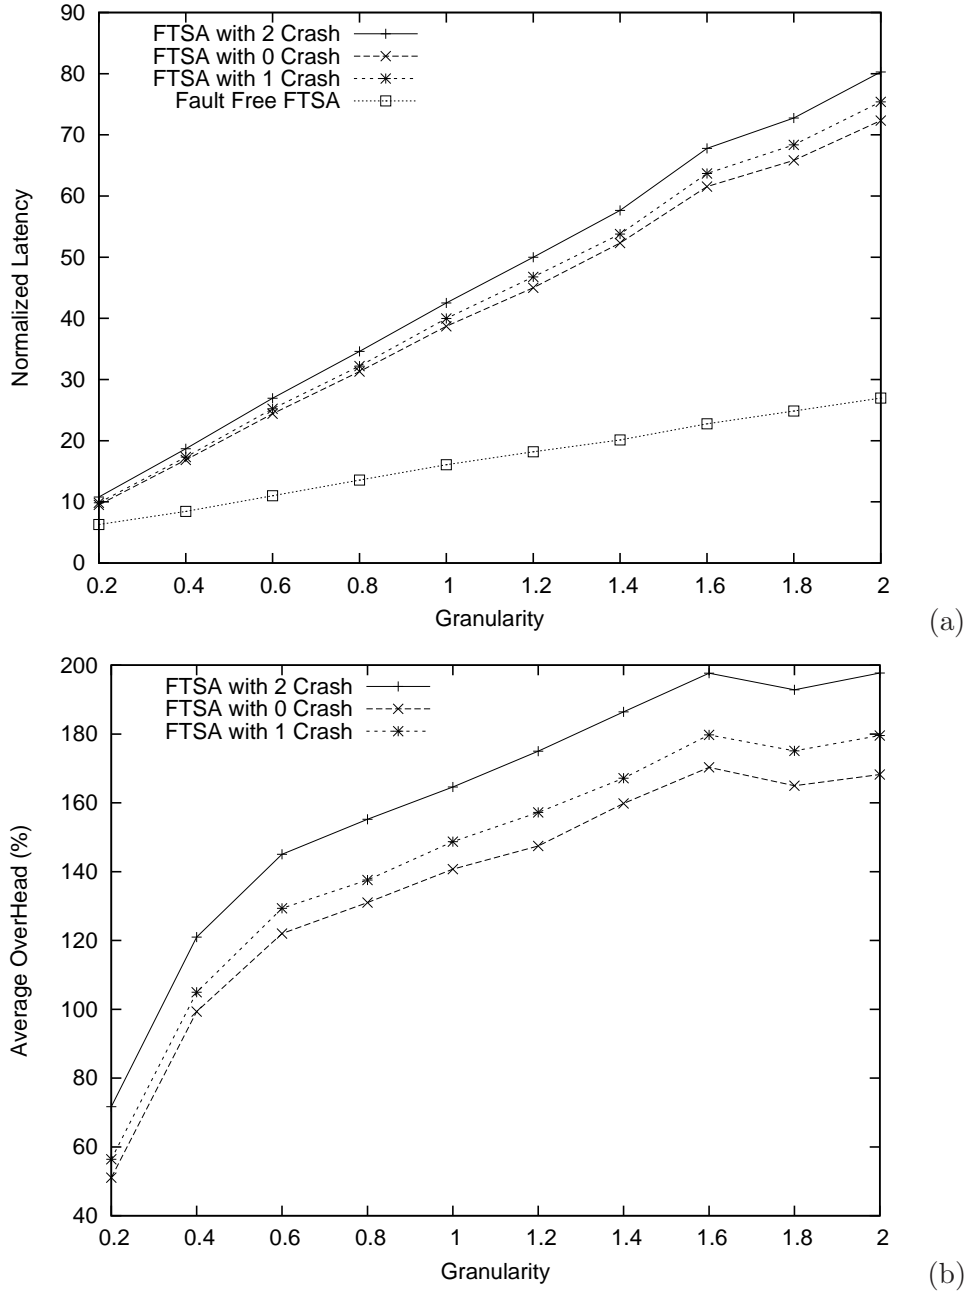 90
80
70
60
50
40
30
20
10
0
Normalized Latency
FTSA with 2 Crash
FTSA with 0 Crash
FTSA with 1 Crash
Fault Free FTSA
0.2 0.4 0.6 0.8 1 1.2 1.4 1.6 1.8 2
Granularity
(a)
200
180
160
140
120
100
80
60
40
Average OverHead (%)
FTSA with 2 Crash
FTSA with 0 Crash
FTSA with 1 Crash
0.2 0.4 0.6 0.8 1 1.2 1.4 1.6 1.8 2
Granularity
(b)